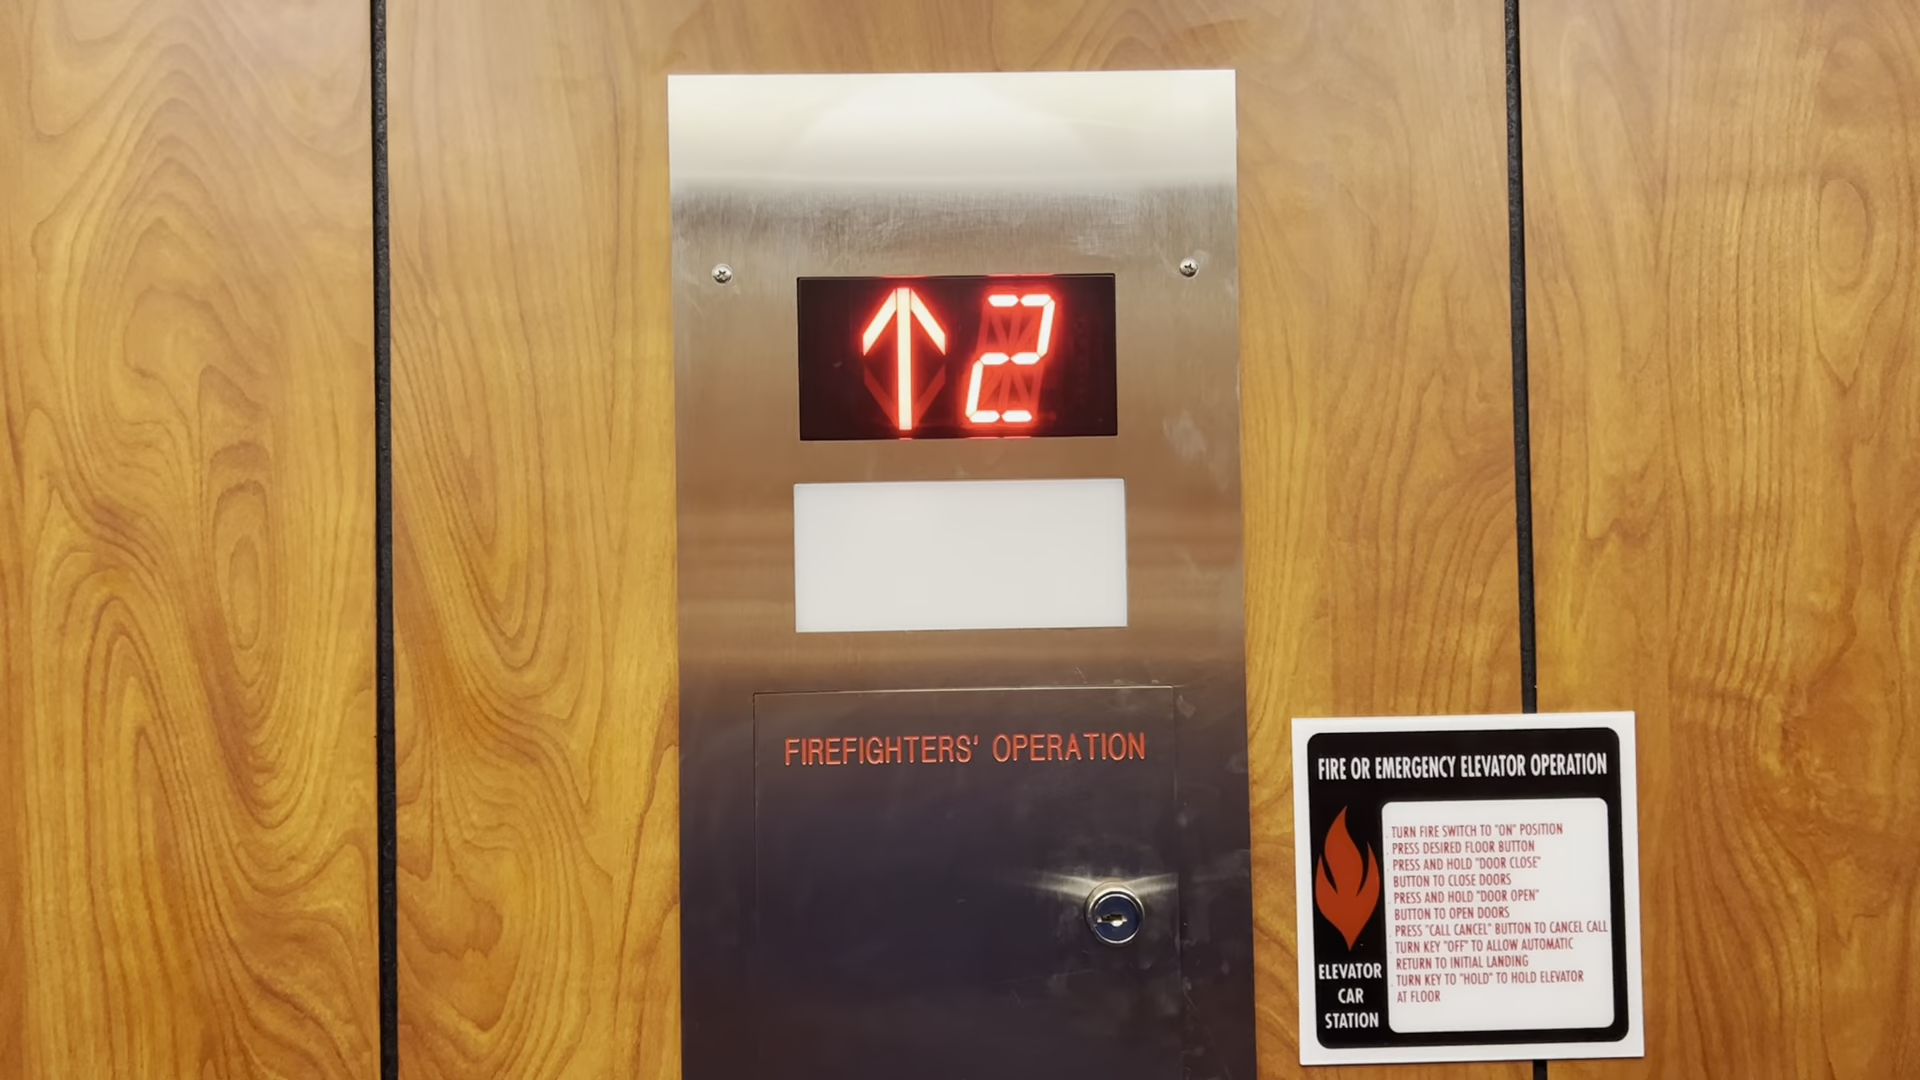 2
FIREFIGHTERS' OPERATION
FIRE OR EMERGENCY ELEVATOR OPERATION
. TURN FIRE SWITCH TO "ON" POSITION
. PRESS DESIRED FLOOR BUTTON
. PRESS AND HOLD "DOOR CLOSE"
BUTTON TO CLOSE DOORS
. PRESS AND HOLD "DOOR OPEN"
BUTTON TO OPEN DOORS
. PRESS "CALL CANCEL" BUTTON TO CANCEL CALL
. TURN KEY "OFF" TO ALLOW AUTOMATIC
RETURN TO INITIAL LANDING
. TURN KEY TO "HOLD" TO HOLD ELEVATOR
AT FLOOR
ELEVATOR
CAR
STATION